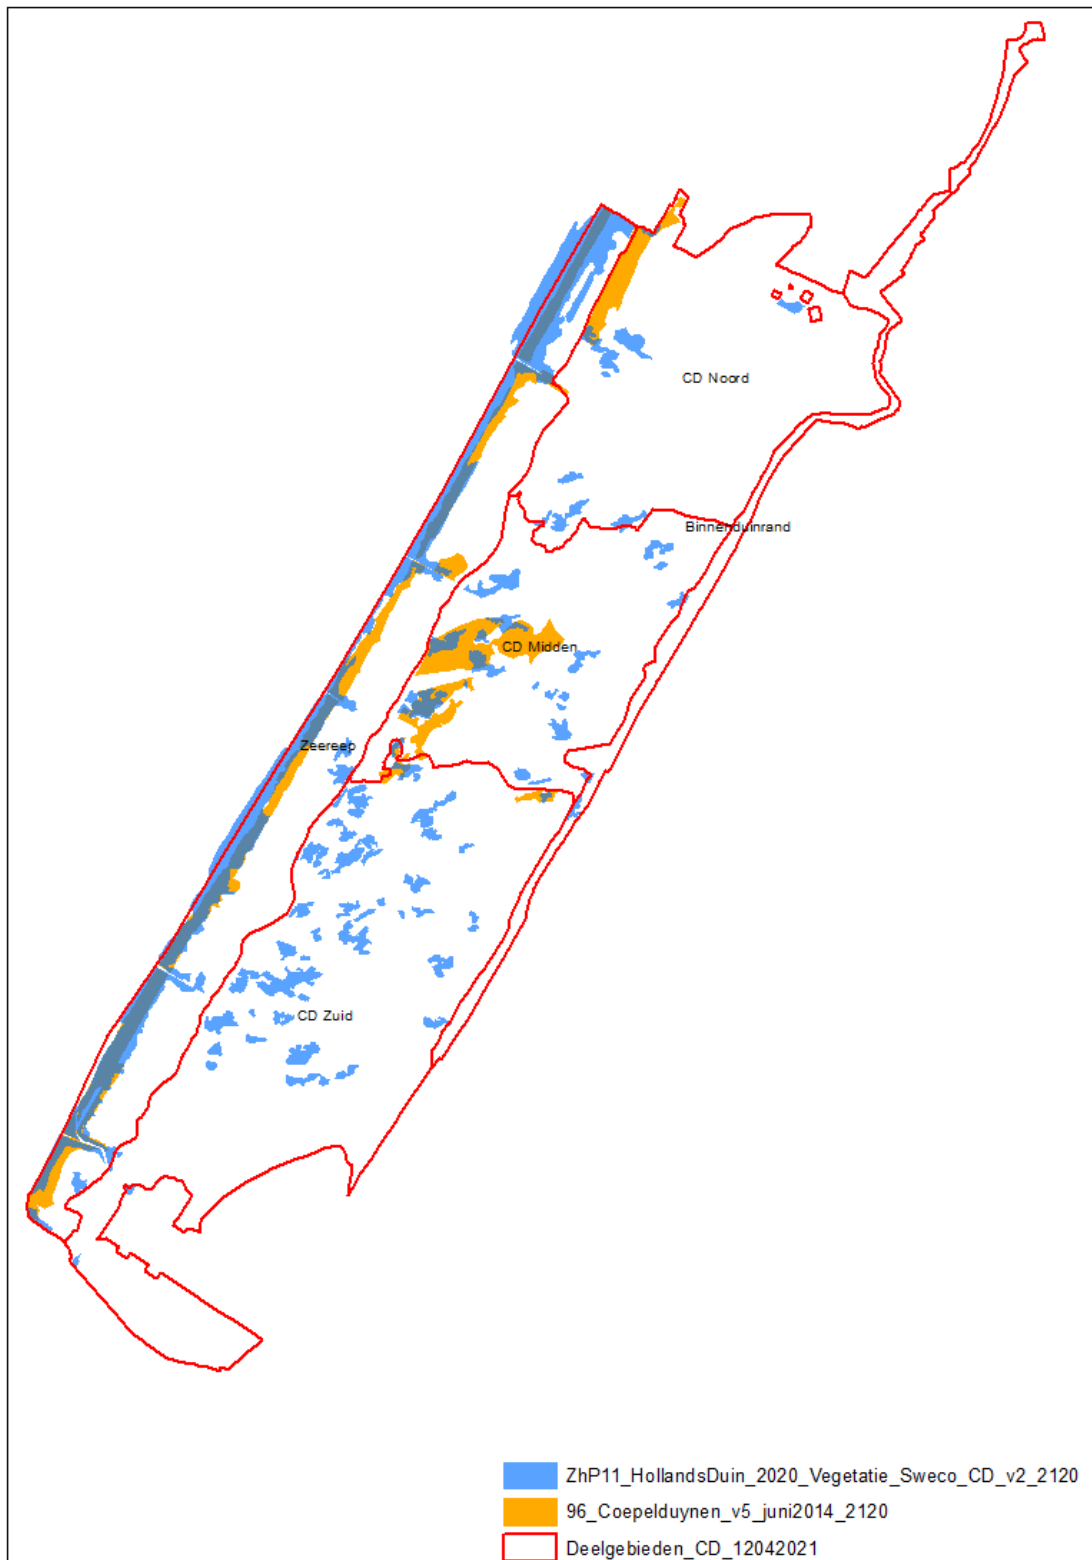 CD Noord
Binnenduinrand
CD Midden
Zeereep
CD Zuid
ZhP11_HollandsDuin_2020_Vegetatie_Sweco_CD_v2_2120
96_Coepelduynen_v5_juni2014_2120
Deelgebieden_CD_12042021